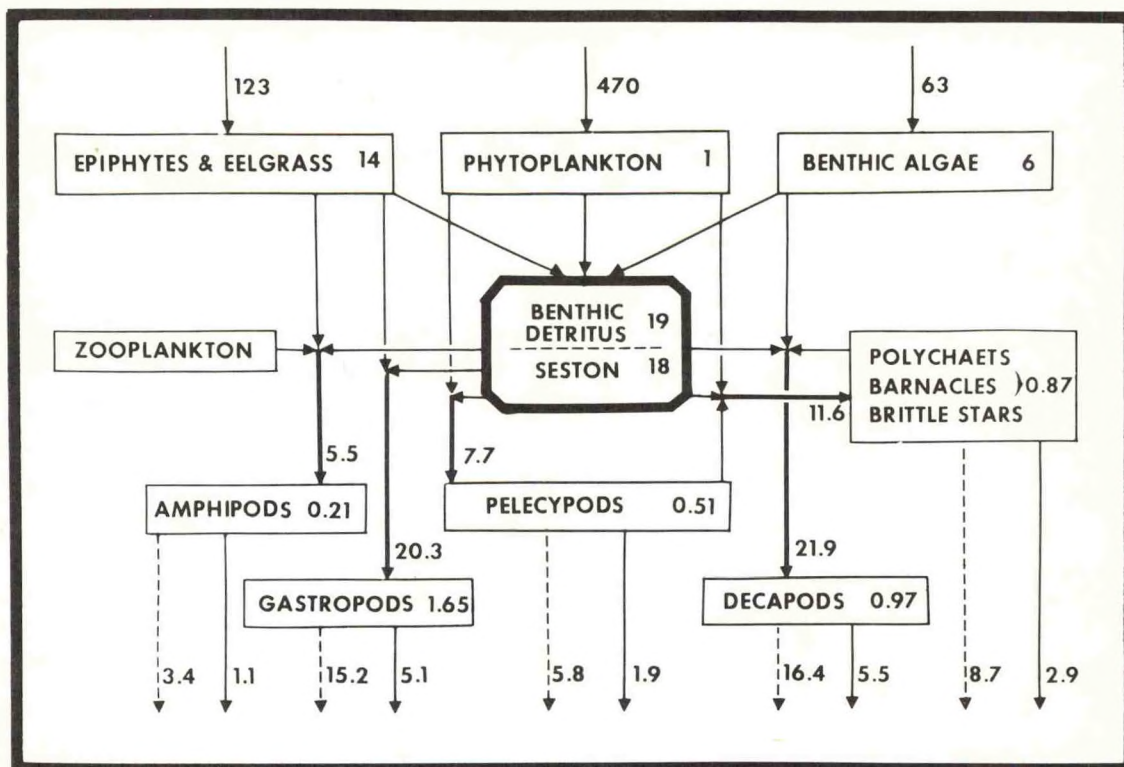 123
470
63
EPIPHYTES & EELGRASS 14
PHYTOPLANKTON 1
BENTHIC ALGAE 6
BENTHIC
DETRITUS 19
SESTON 18
ZOOPLANKTON
POLYCHAETS
BARNACLES )0.87
BRITTLE STARS
11.6
5.5
7.7
AMPHIPODS 0.21
PELECYPODS 0.51
20.3
21.9
GASTROPODS 1.65
DECAPODS 0.97
3.4
1.1
15.2
5.1
5.8
1.9
16.4
5.5
8.7
2.9